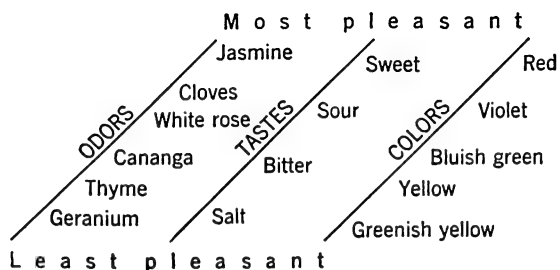 Most pleasant
ODORS
Jasmine
Cloves
White rose
Cananga
Thyme
Geranium
TASTES
Sweet
Sour
Bitter
Salt
COLORS
Red
Violet
Bluish green
Yellow
Greenish yellow
Least pleasant